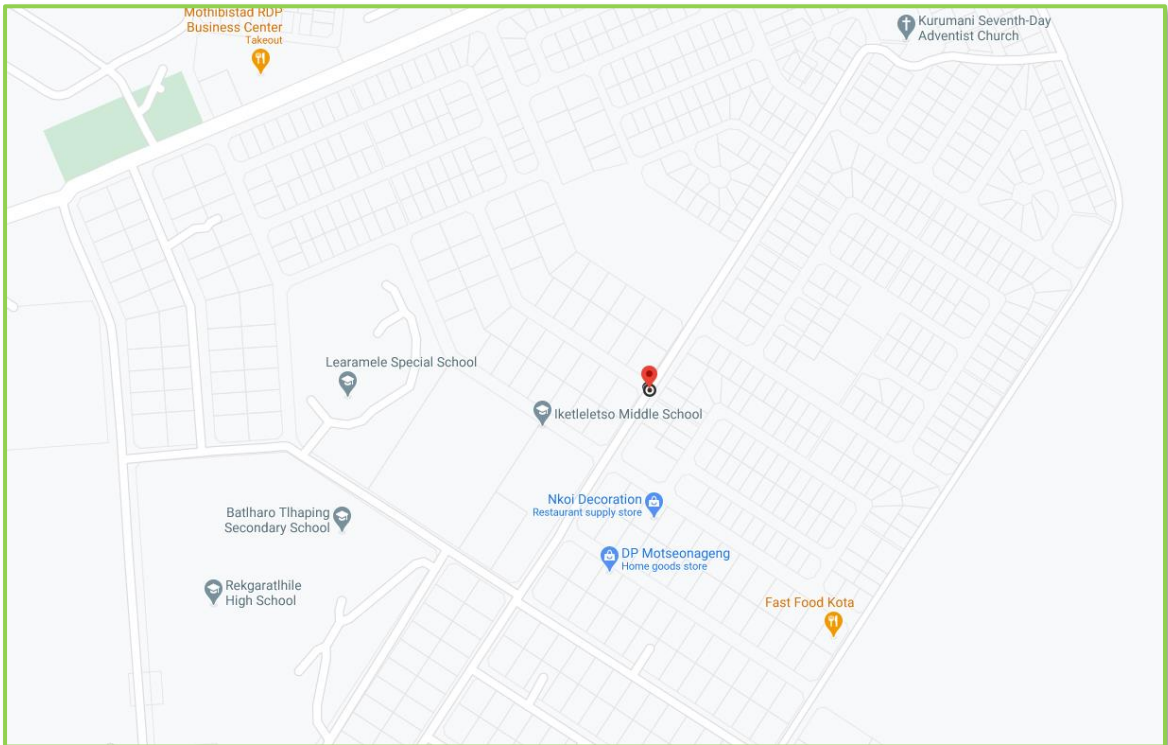 Mothibistad RDP
Business Center
Takeout
Kurumani Seventh-Day
Adventist Church
Learamele Special School
Iketleletso Middle School
Nkoi Decoration
Restaurant supply store
Batlharo Tlhaping
Secondary School
DP Motseonageng
Home goods store
Rekgaratlhile
High School
Fast Food Kota